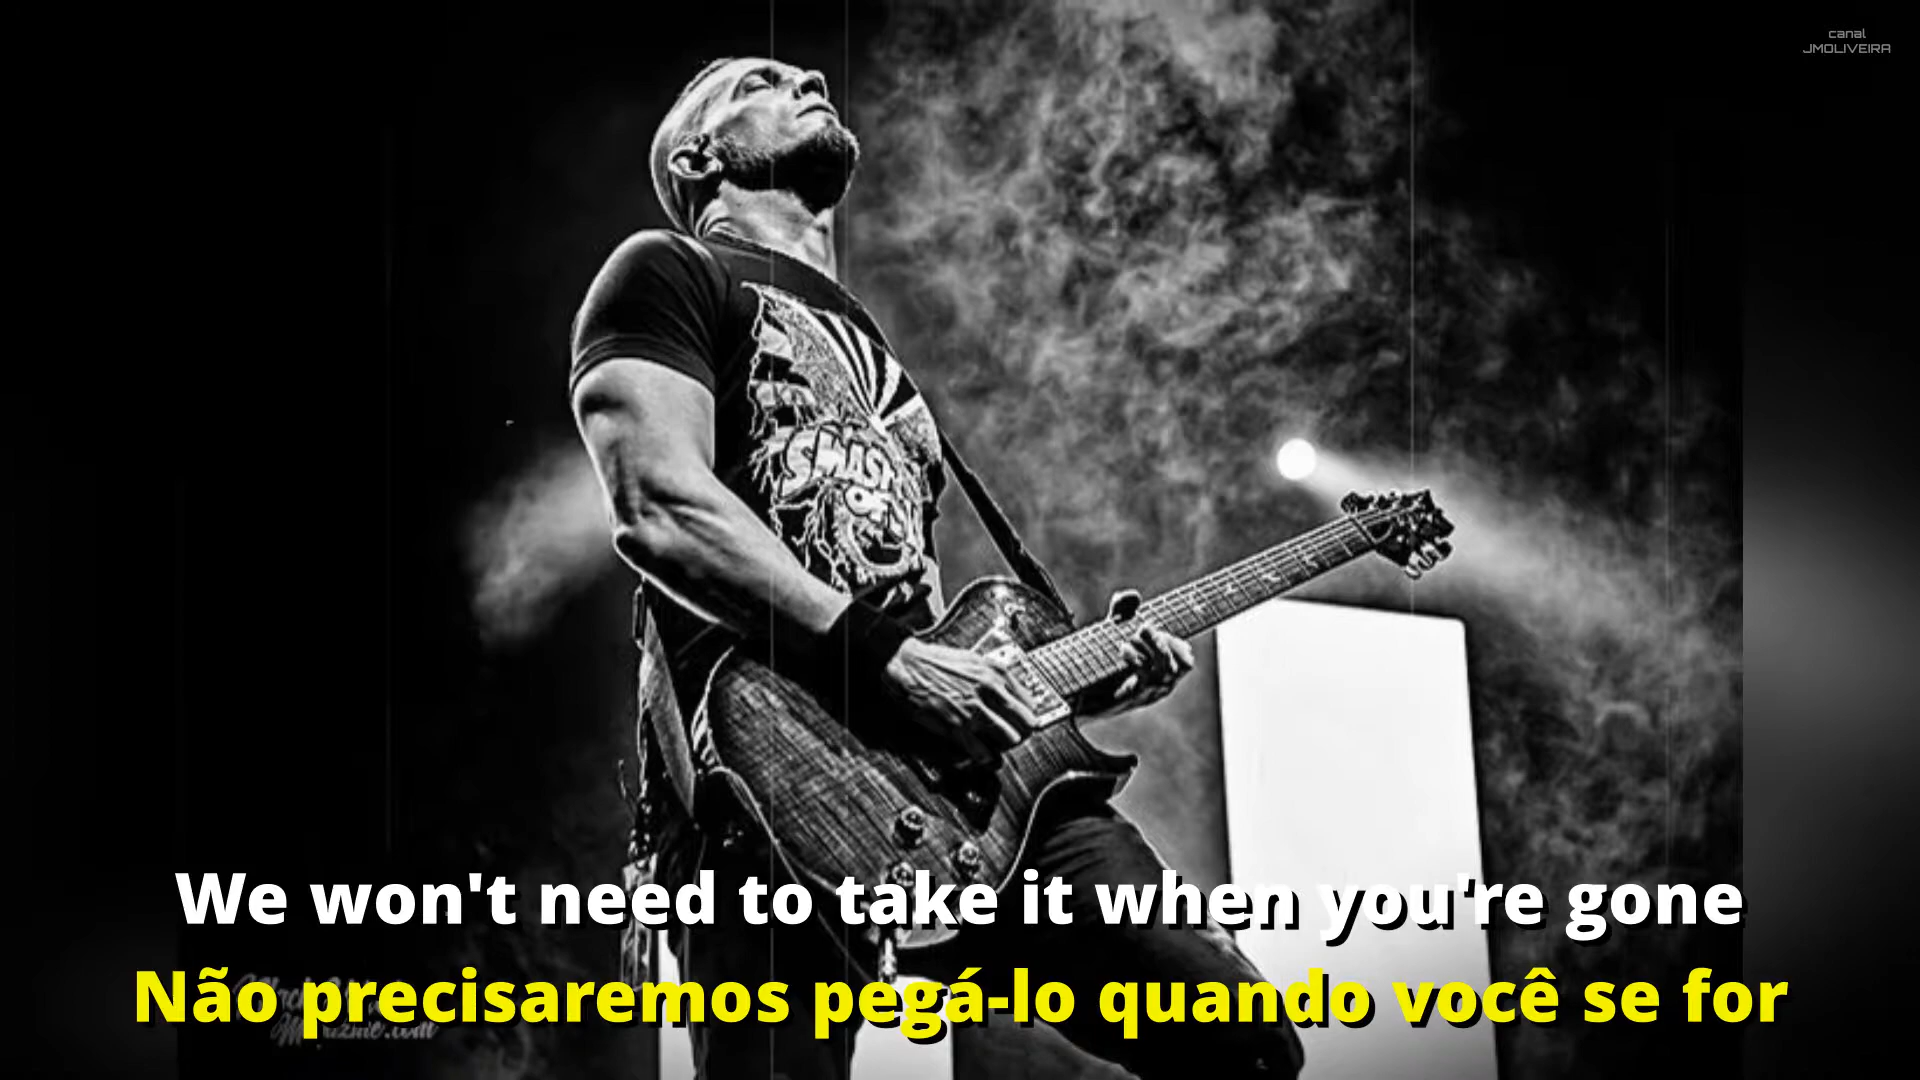 canal
JMOLIVEIRA
We won't need to take it when you're gone
Não precisaremos pegá-lo quando você se for